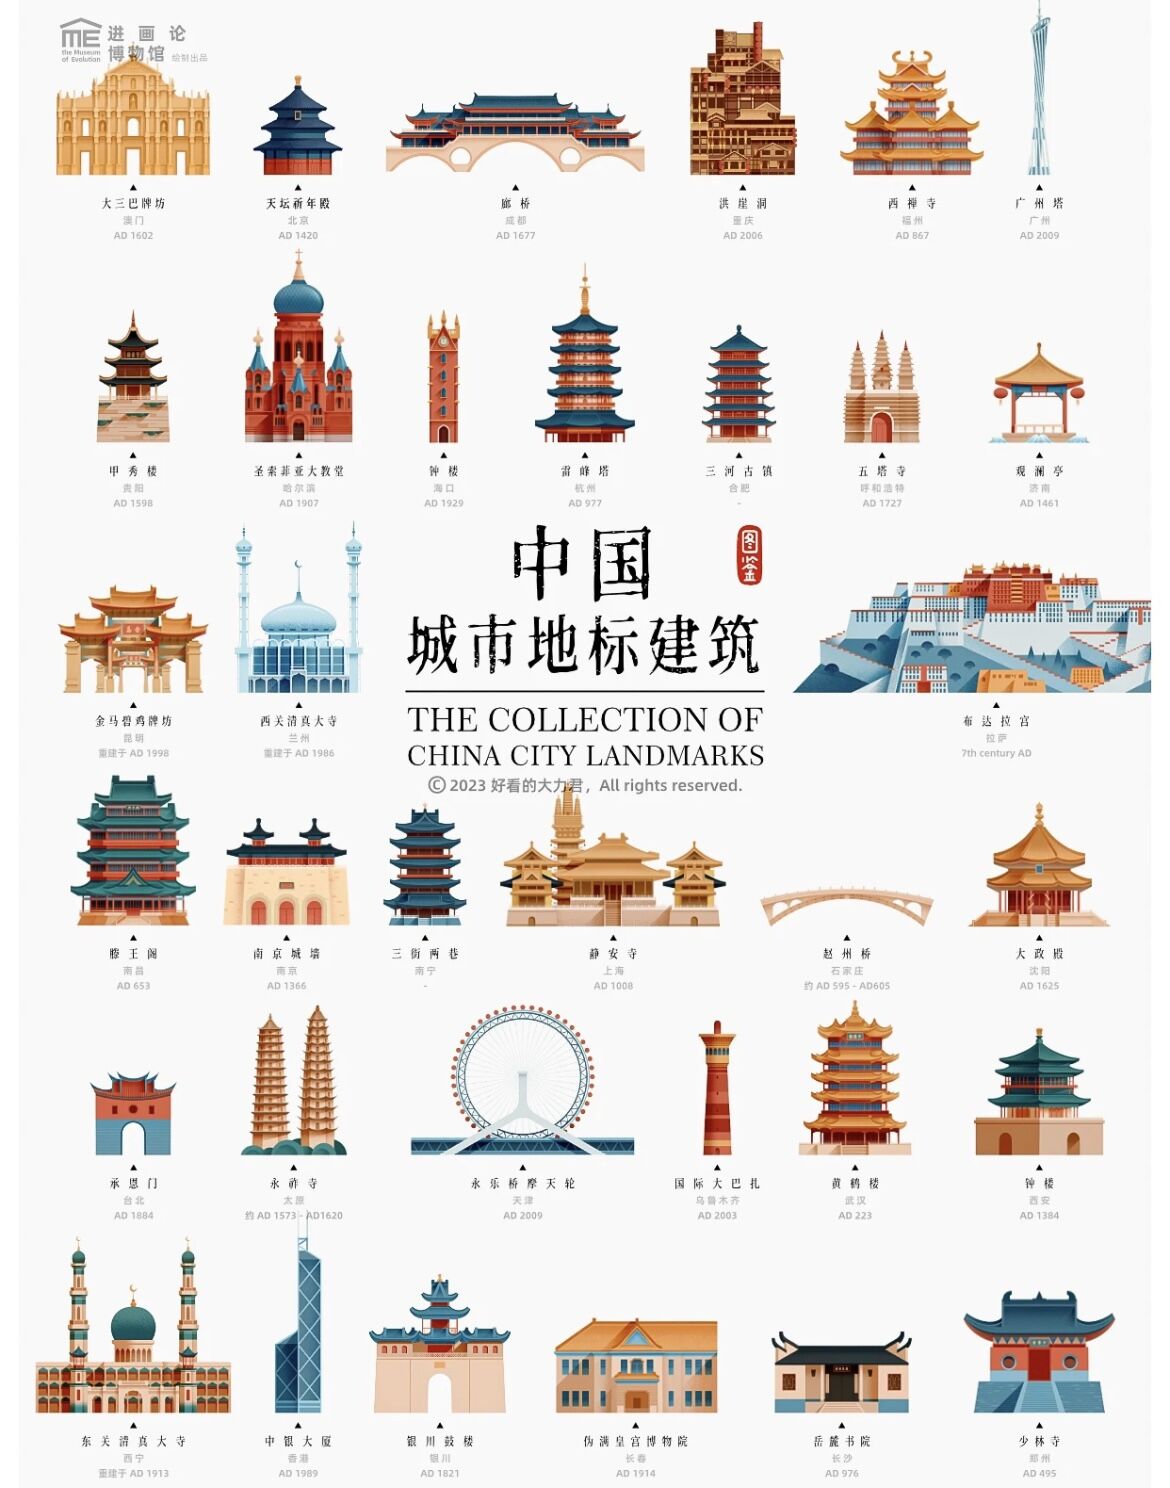 ME 进画论
博物馆 绘制出品
the Museum
of Evolution
大三巴牌坊
澳门
AD 1602
天坛祈年殿
北京
AD 1420
廊桥
成都
AD 1677
洪崖洞
重庆
AD 2006
西禅寺
福州
AD 867
广州塔
广州
AD 2009
甲秀楼
贵阳
AD 1598
圣索菲亚大教堂
哈尔滨
AD 1907
钟楼
海口
AD 1929
雷峰塔
杭州
AD 977
三河古镇
合肥
-
五塔寺
呼和浩特
AD 1727
观澜亭
济南
AD 1461
中国
图鉴
城市地标建筑
THE COLLECTION OF
CHINA CITY LANDMARKS
© 2023 好看的大力君，All rights reserved.
金马碧鸡牌坊
昆明
重建于 AD 1998
西关清真大寺
兰州
重建于 AD 1986
布达拉宫
拉萨
7th century AD
滕王阁
南昌
AD 653
南京城墙
南京
AD 1366
三街两巷
南宁
-
静安寺
上海
AD 1008
赵州桥
石家庄
约 AD 595 - AD605
大政殿
沈阳
AD 1625
承恩门
台北
AD 1884
永祚寺
太原
约 AD 1573 - AD1620
永乐桥摩天轮
天津
AD 2009
国际大巴扎
乌鲁木齐
AD 2003
黄鹤楼
武汉
AD 223
钟楼
西安
AD 1384
东关清真大寺
西宁
重建于 AD 1913
中银大厦
香港
AD 1989
银川鼓楼
银川
AD 1821
伪满皇宫博物院
长春
AD 1914
岳麓书院
长沙
AD 976
少林寺
郑州
AD 495